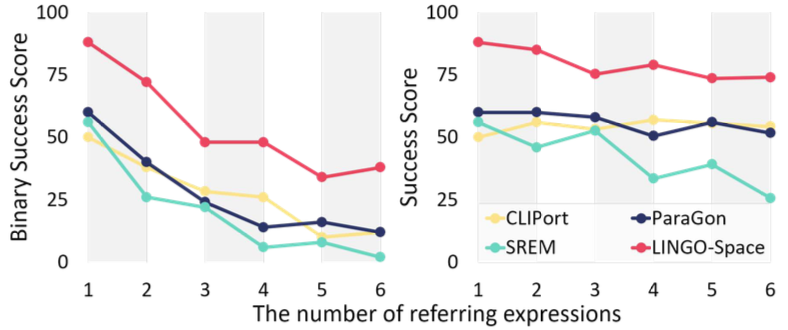 Binary Success Score
100
75
50
25
0
1 2 3 4 5 6
Success Score
100
75
50
25
0
1 2 3 4 5 6
CLIPort ParaGon
SREM LINGO-Space
The number of referring expressions